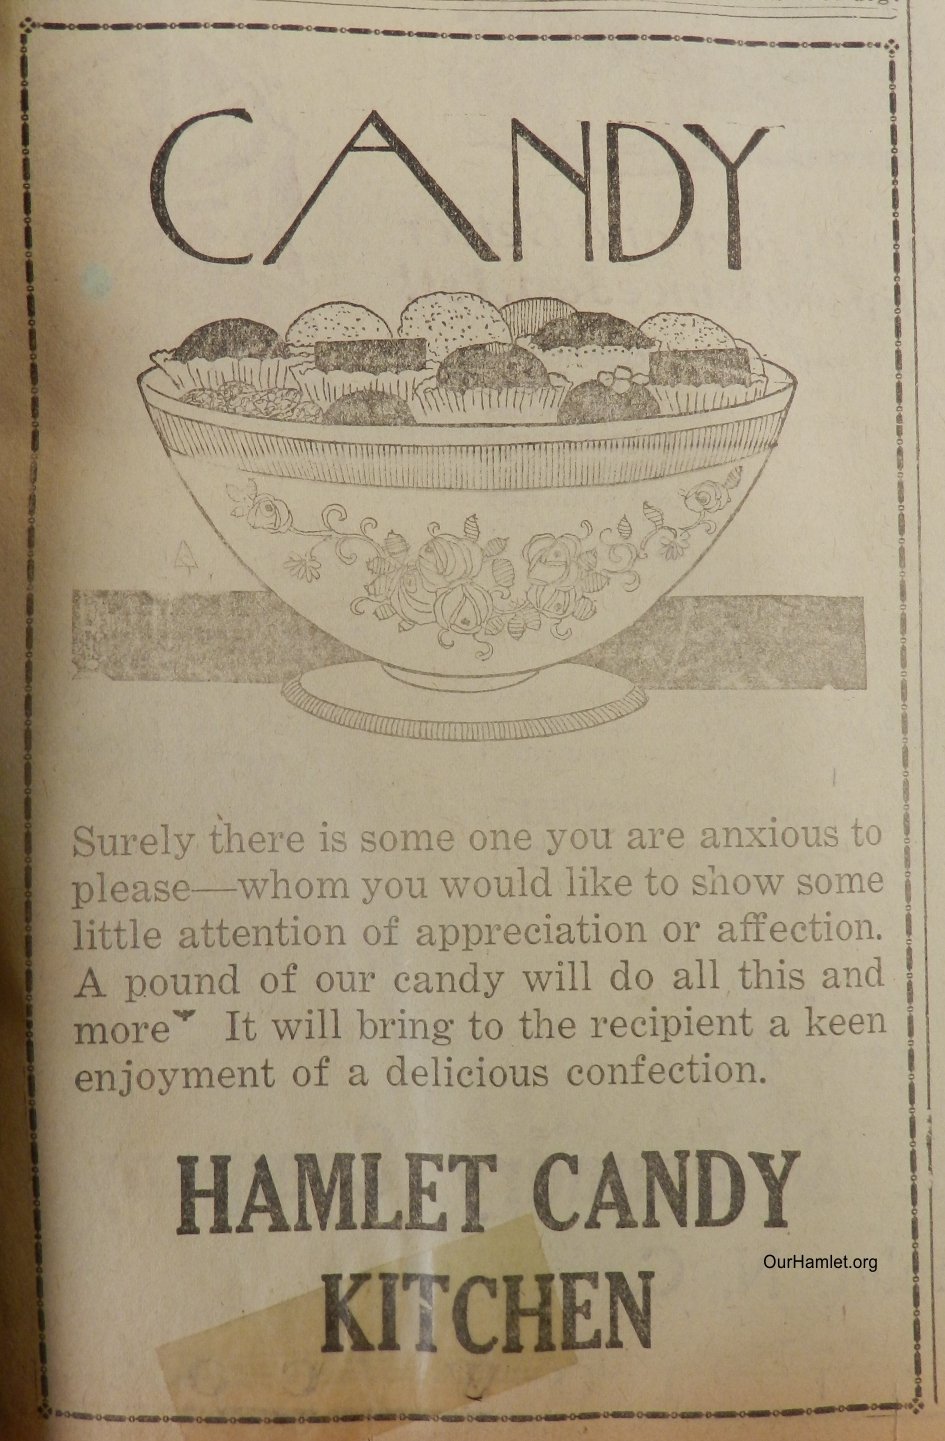 CANDY
Surely there is some one you are anxious to
please—whom you would like to show some
little attention of appreciation or affection.
A pound of our candy will do all this and
more It will bring to the recipient a keen
enjoyment of a delicious confection.
HAMLET CANDY
OurHamlet.org
KITCHEN